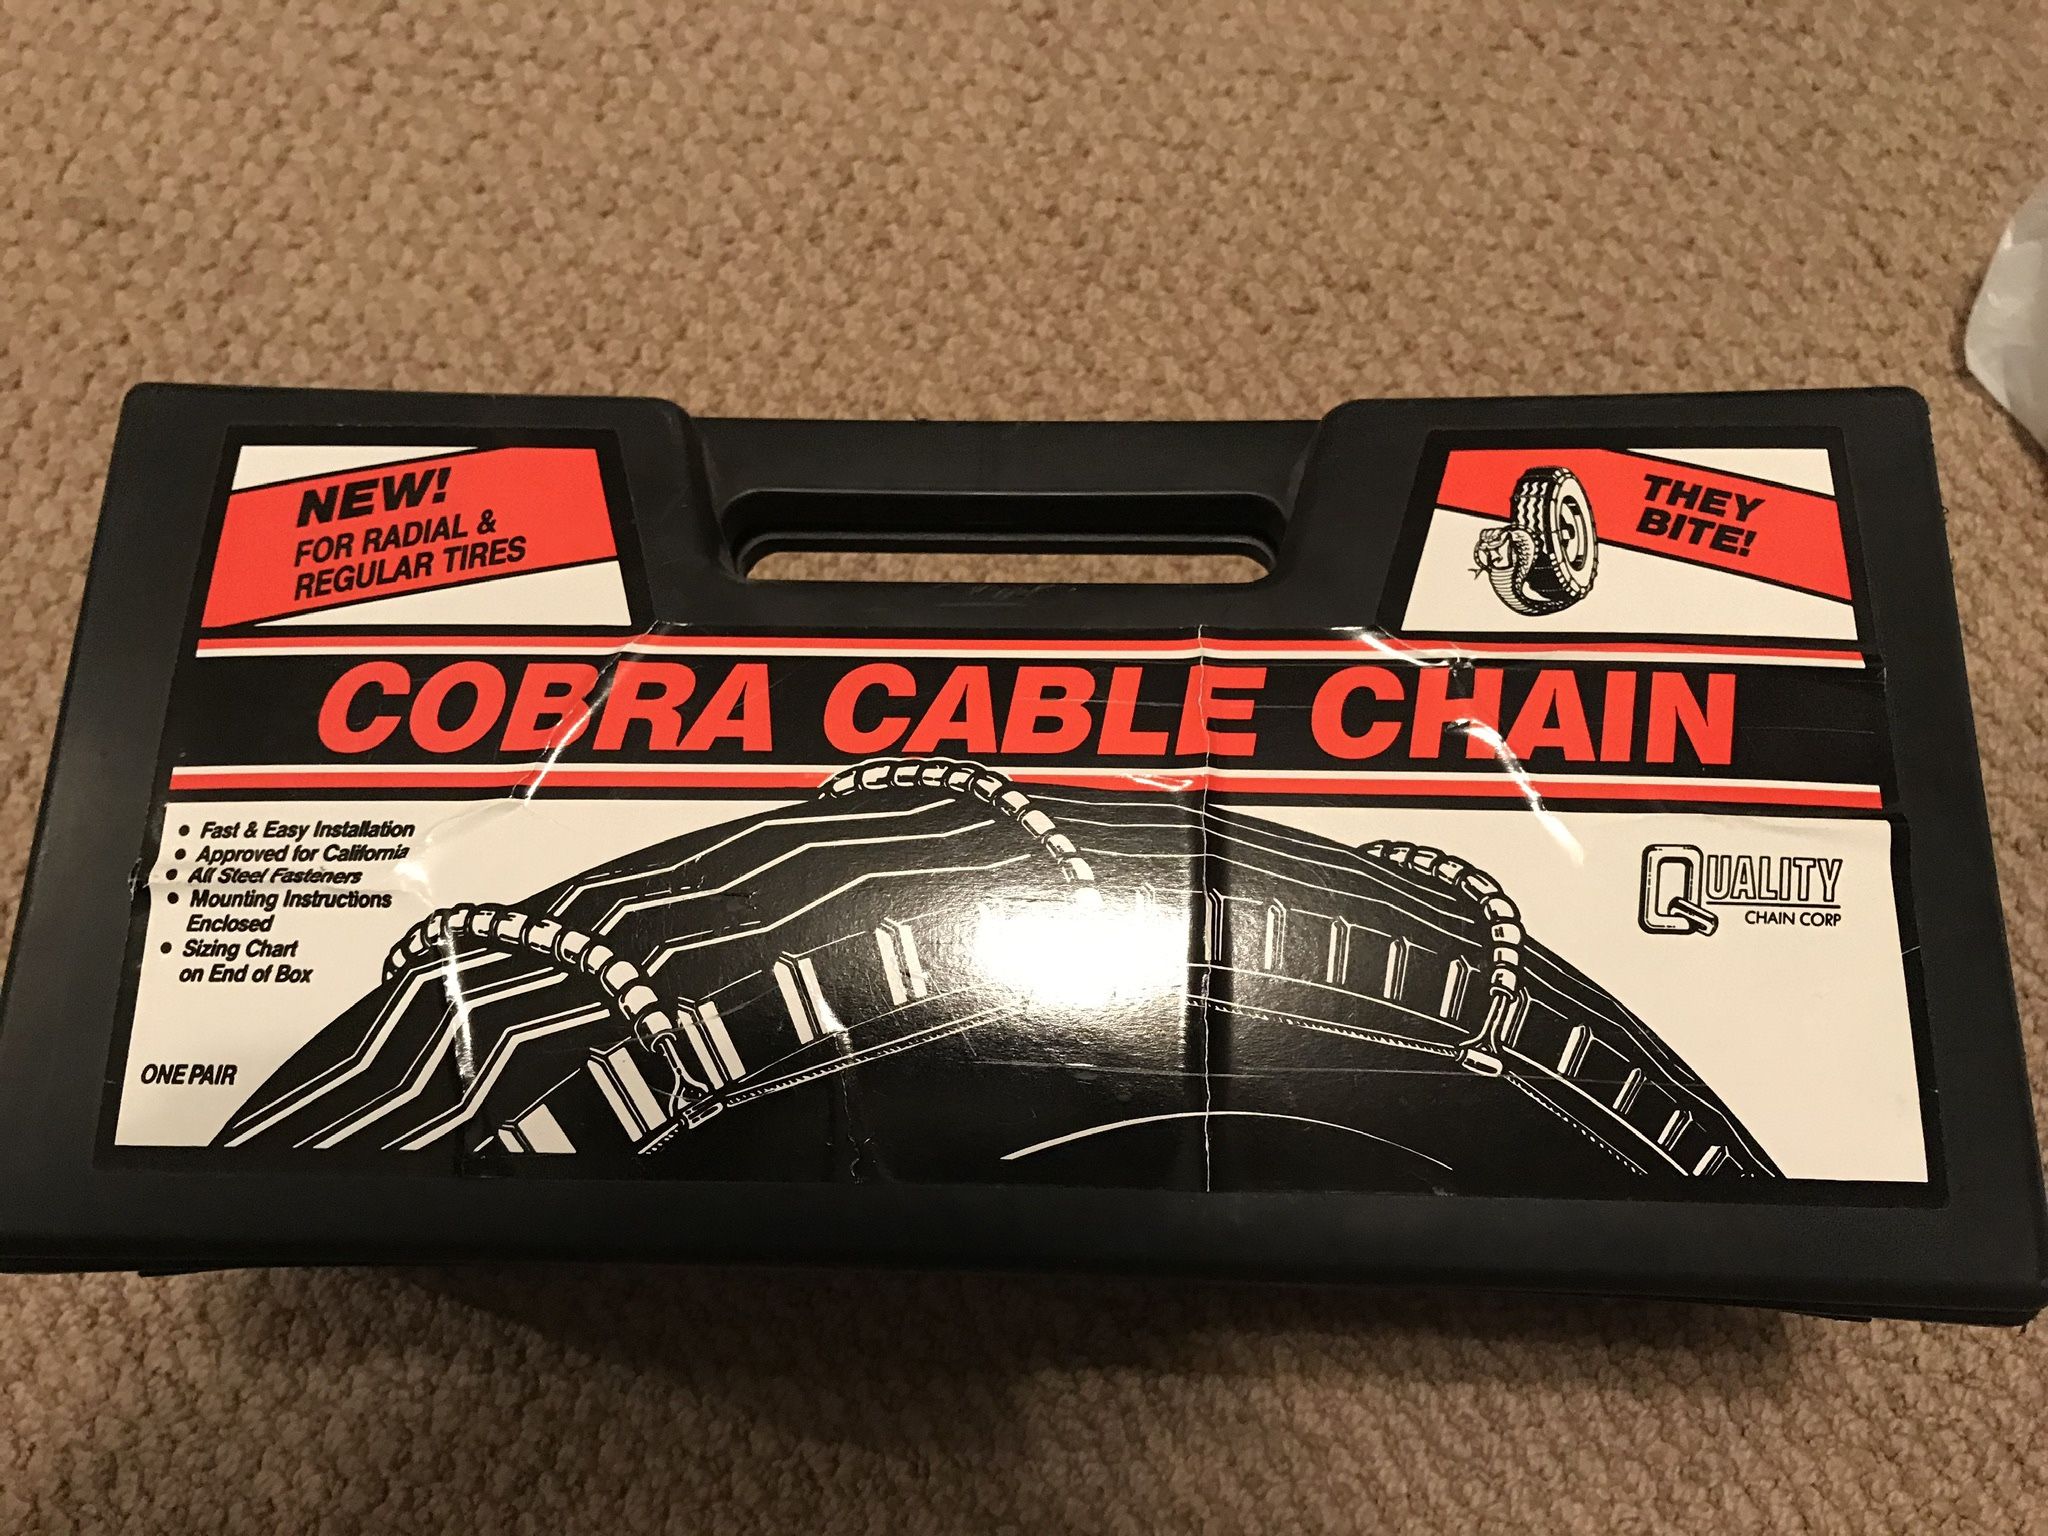 NEW!
FOR RADIAL &
REGULAR TIRES
THEY
BITE!
COBRA CABLE CHAIN
• Fast & Easy Installation
• Approved for California
• All Steel Fasteners
• Mounting Instructions
Enclosed
• Sizing Chart
on End of Box
ONE PAIR
QUALITY
CHAIN CORP